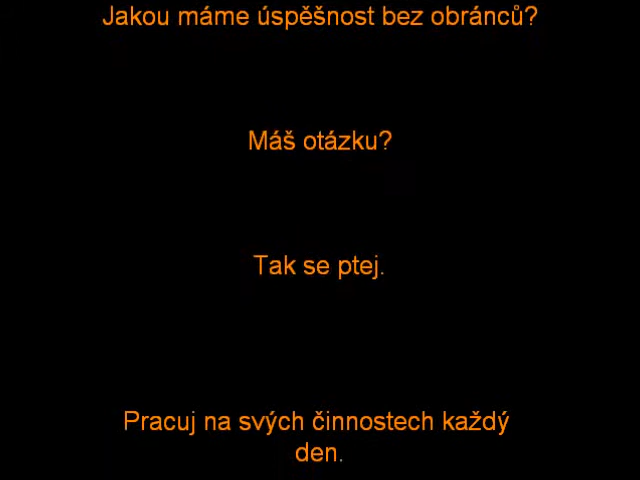 Jakou máme úspěšnost bez obránců?
Máš otázku?
Tak se ptej.
Pracuj na svých činnostech každý
den.